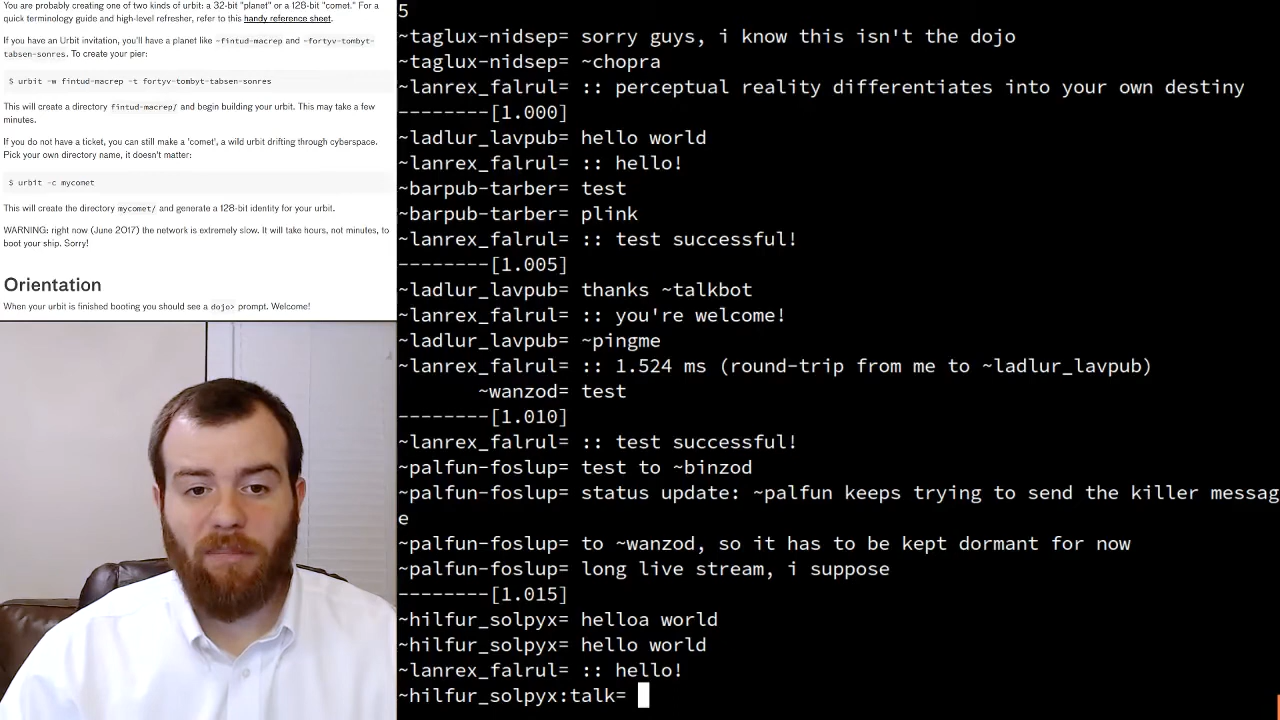 You are probably creating one of two kinds of urbit: a 32-bit "planet" or a 128-bit "comet." For a
quick terminology guide and high-level refresher, refer to this handy reference sheet.
If you have an Urbit invitation, you'll have a planet like ~fintud-macrep and ~fortyv-tombyt-
tabsen-sonres. To create your pier:
$ urbit -w fintud-macrep -t fortyv-tombyt-tabsen-sonres
This will create a directory fintud-macrep/ and begin building your urbit. This may take a few
minutes.
If you do not have a ticket, you can still make a 'comet', a wild urbit drifting through cyberspace.
Pick your own directory name, it doesn't matter:
$ urbit -c mycomet
This will create the directory mycomet/ and generate a 128-bit identity for your urbit.
WARNING: right now (June 2017) the network is extremely slow. It will take hours, not minutes, to
boot your ship. Sorry!
Orientation
When your urbit is finished booting you should see a dojo> prompt. Welcome!
5
~taglux-nidsep= sorry guys, i know this isn't the dojo
~taglux-nidsep= ~chopra
~lanrex_falrul= :: perceptual reality differentiates into your own destiny
--------[1.000]
~ladlur_lavpub= hello world
~lanrex_falrul= :: hello!
~barpub-tarber= test
~barpub-tarber= plink
~lanrex_falrul= :: test successful!
--------[1.005]
~ladlur_lavpub= thanks ~talkbot
~lanrex_falrul= :: you're welcome!
~ladlur_lavpub= ~pingme
~lanrex_falrul= :: 1.524 ms (round-trip from me to ~ladlur_lavpub)
~wanzod= test
--------[1.010]
~lanrex_falrul= :: test successful!
~palfun-foslup= test to ~binzod
~palfun-foslup= status update: ~palfun keeps trying to send the killer messag
e
~palfun-foslup= to ~wanzod, so it has to be kept dormant for now
~palfun-foslup= long live stream, i suppose
--------[1.015]
~hilfur_solpyx= helloa world
~hilfur_solpyx= hello world
~lanrex_falrul= :: hello!
~hilfur_solpyx:talk=